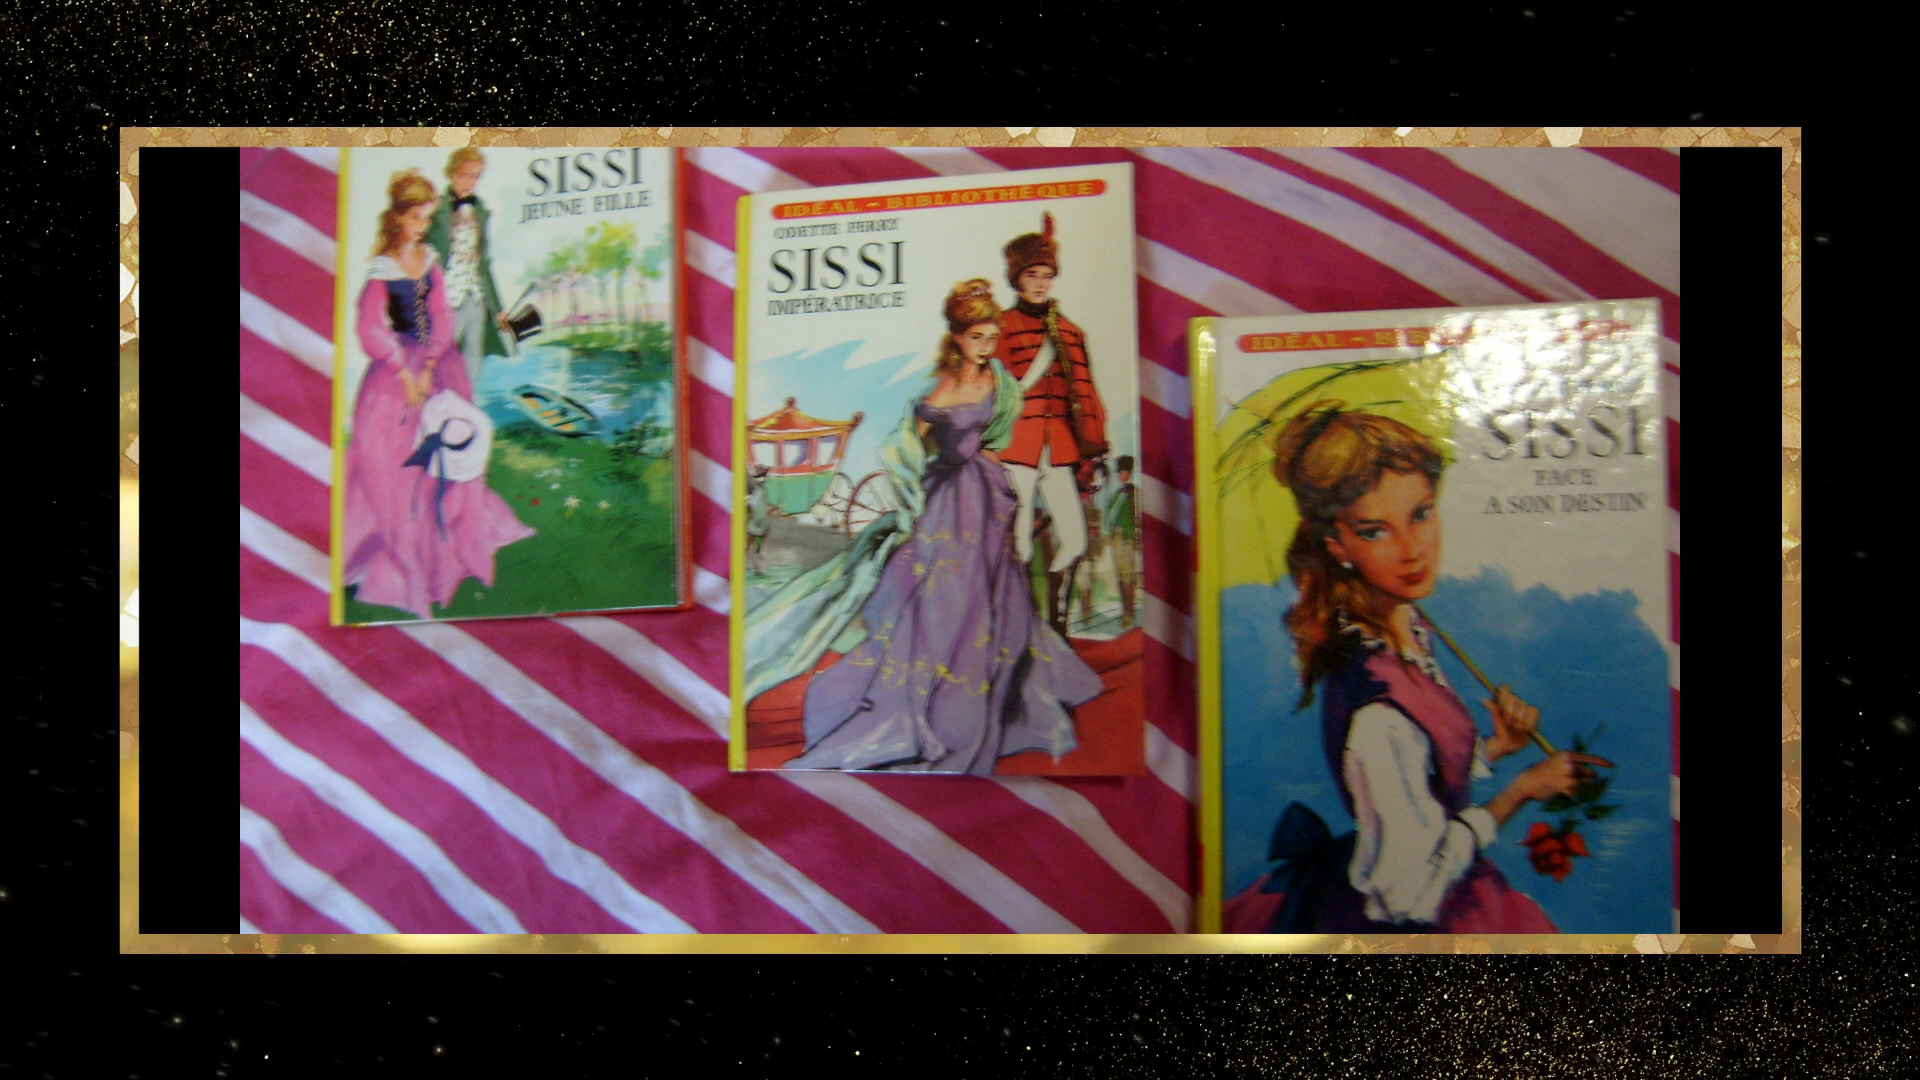 SISSI
JEUNE FILLE
IDÉAL-BIBLIOTHÈQUE
ODETTE FERRY
SISSI
IMPÉRATRICE
IDÉAL-
SISSI
FACE
A SON DESTIN